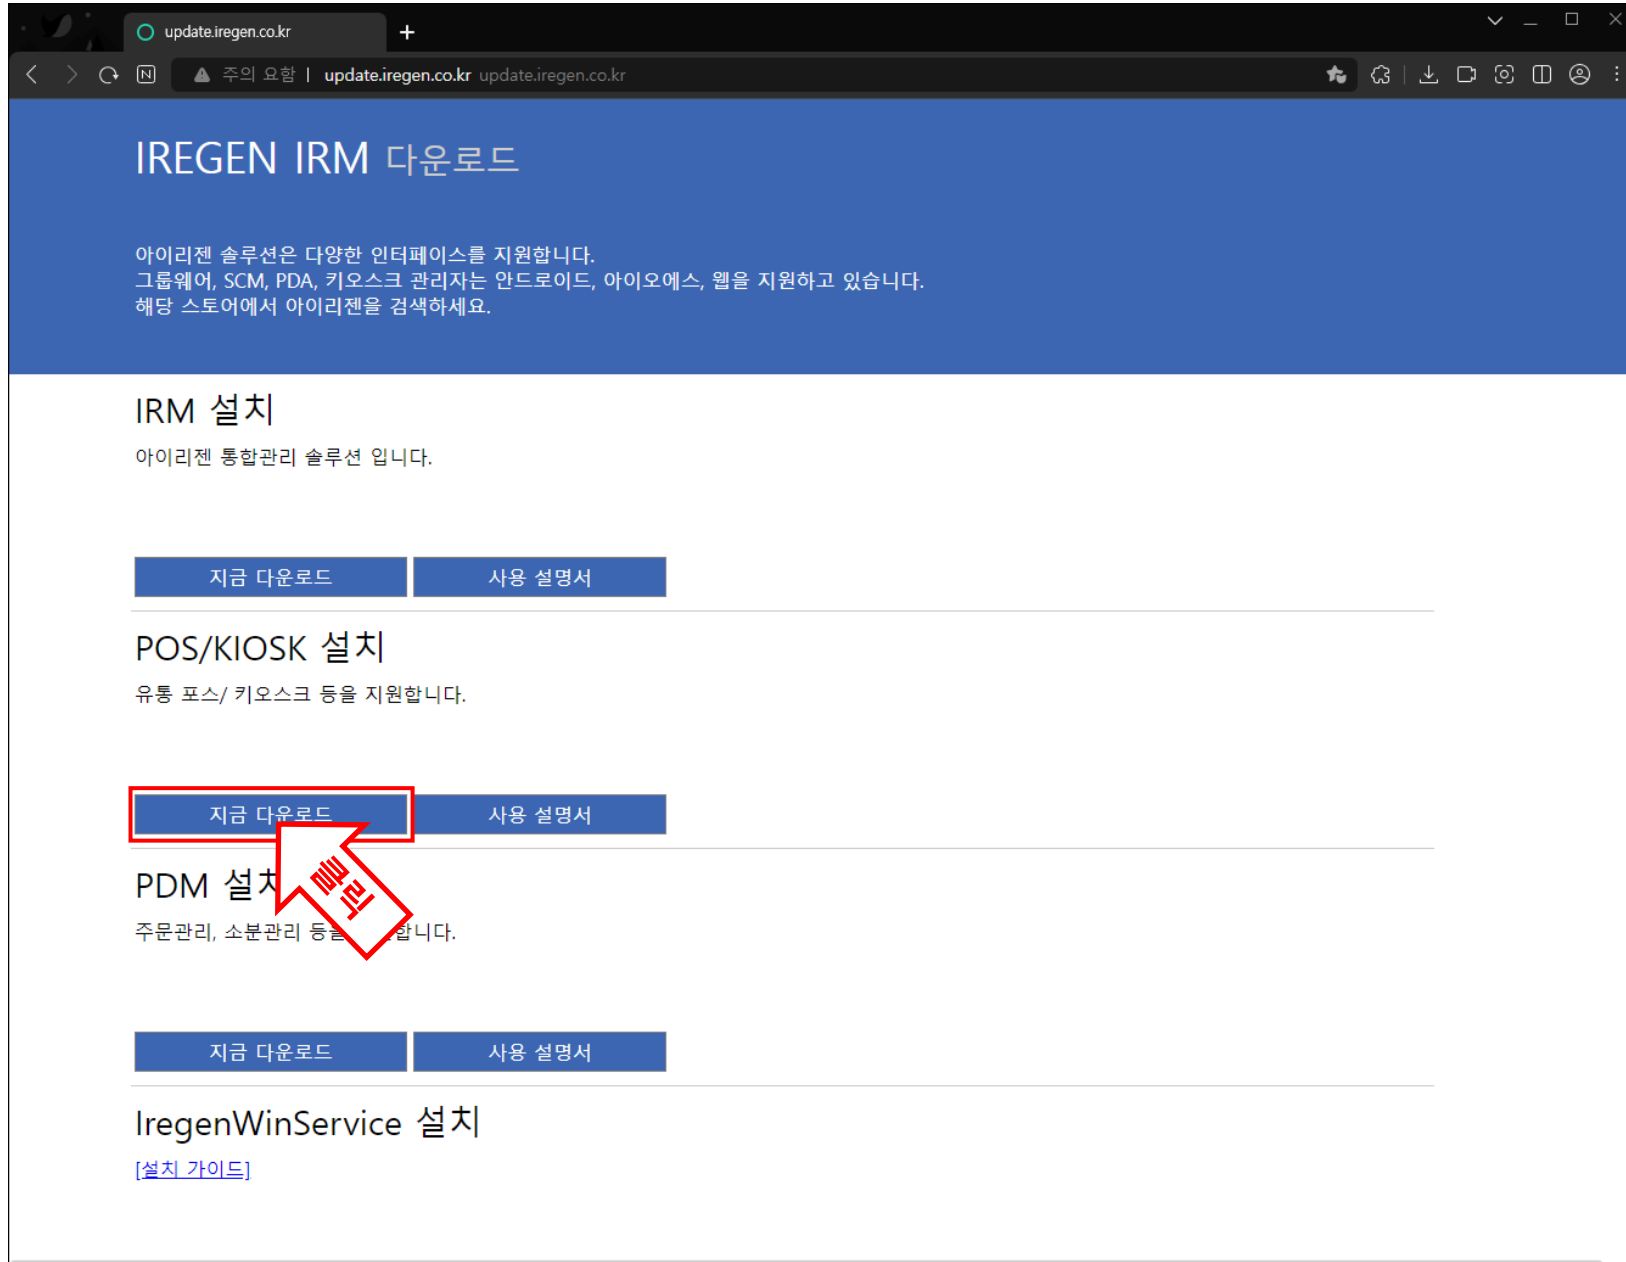 update.iregen.co.kr
주의 요함 | update.iregen.co.kr update.iregen.co.kr
IREGEN IRM 다운로드
아이리젠 솔루션은 다양한 인터페이스를 지원합니다.
그룹웨어, SCM, PDA, 키오스크 관리자는 안드로이드, 아이오에스, 웹을 지원하고 있습니다.
해당 스토어에서 아이리젠을 검색하세요.
IRM 설치
아이리젠 통합관리 솔루션 입니다.
지금 다운로드 사용 설명서
POS/KIOSK 설치
유통 포스/ 키오스크 등을 지원합니다.
지금 다운로드 사용 설명서
클릭
PDM 설치
주문관리, 소분관리 등을
지금 다운로드 사용 설명서
IregenWinService 설치
[설치 가이드]